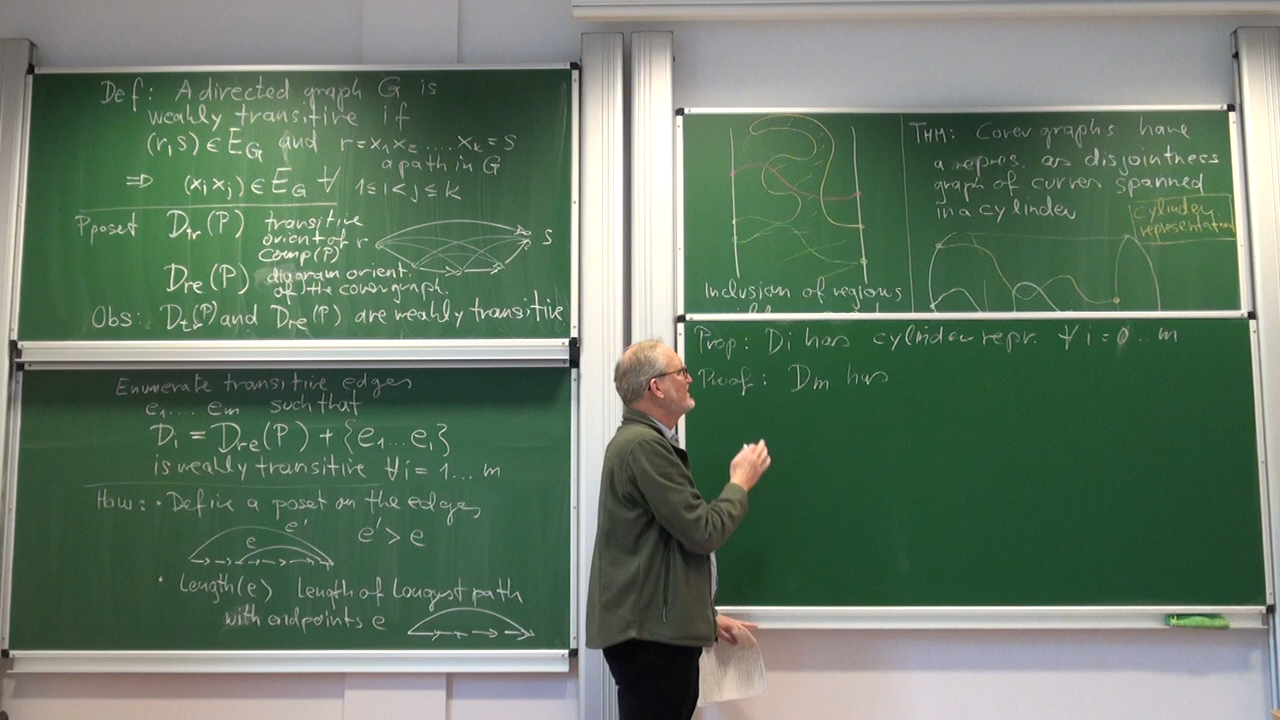 Def: A directed graph G is
weakly transitive if
(r,s) ∈ E_G and r = x₁ x₂ .... x_k = s
a path in G
⇒ (x_i x_j) ∈ E_G ∀ 1 ≤ i < j ≤ k
P poset D_tr(P) transitive
orient of
comp(P)
r s
D_re(P) diagram orient.
of the cover graph.
Obs: D_tr(P) and D_re(P) are weakly transitive
Enumerate transitive edges
e₁ .... e_m such that
D_i = D_re(P) + {e₁ ... e_i}
is weakly transitive ∀ i = 1 ... m
How: • Define a poset on the edges
e' e e' > e
• Length(e) Length of Longest path
with endpoints e
Inclusion of regions
THM: Cover graphs have
a repres. as disjointness
graph of curves spanned
in a cylinder
cylinder
representation
Prop: D_i has cylinder repr. ∀ i = 0 .. m
Proof: D_m has